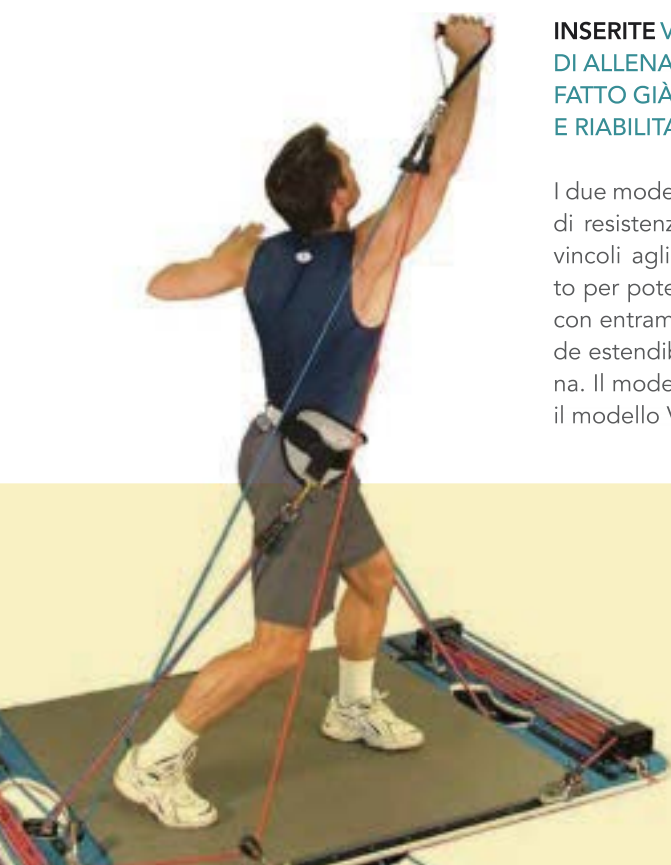 INSERITE
DI ALLENA
FATTO GIÀ
E RIABILITA
I due mode
di resistenz
vincoli agli
to per pote
con entram
de estendib
na. Il mode
il modello